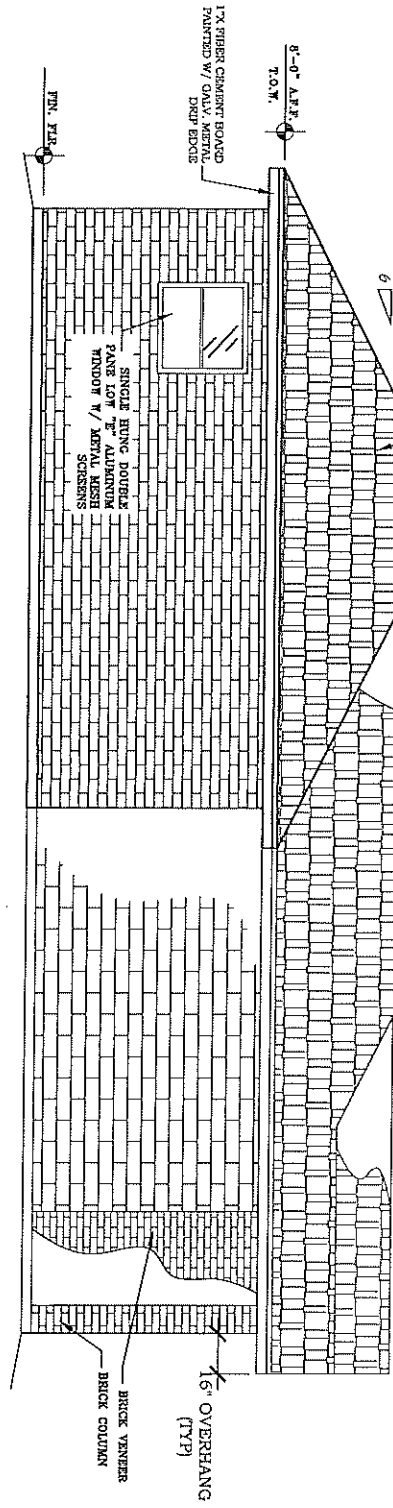 8'-0" A.F.F.
T.O.W.
1"X FIBER CEMENT BOARD
PAINTED W/ GALV. METAL
DRIP EDGE
FIN. FLR.
6
SINGLE HUNG DOUBLE
PANE LOW "E" ALUMINUM
WINDOW W/ METAL MESH
SCREENS
16" OVERHANG
(TYP)
BRICK VENEER
BRICK COLUMN